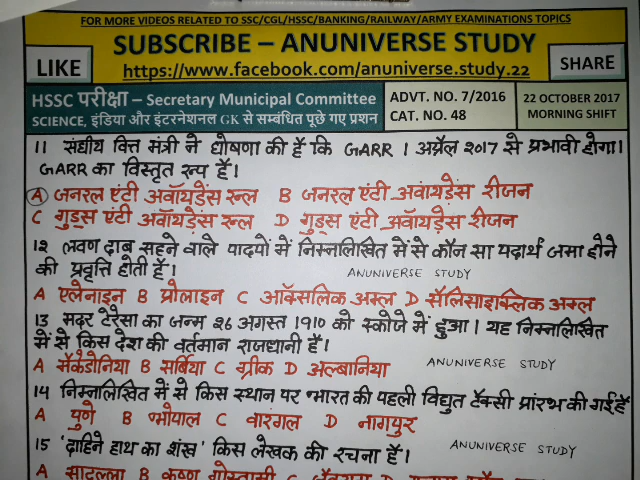 FOR MORE VIDEOS RELATED TO SSC/CGL/HSSC/BANKING/RAILWAY/ARMY EXAMINATIONS TOPICS
SUBSCRIBE – ANUNIVERSE STUDY
LIKE
https://www.facebook.com/anuniverse.study.22
SHARE
HSSC परीक्षा – Secretary Municipal Committee
SCIENCE, इंडिया और इंटरनेशनल GK से सम्बंधित पूछे गए प्रशन
ADVT. NO. 7/2016
CAT. NO. 48
22 OCTOBER 2017
MORNING SHIFT
11 संघीय वित्त मंत्री ने घोषणा की है कि GARR 1 अप्रैल 2017 से प्रभावी होगा।
GARR का विस्तृत रूप है।
A जनरल एंटी अवॉयडेंस रूल B जनरल एंटी अवायडेंस रीजन
C गुड्स एंटी अवॉयडेंस रूल D गुड्स एंटी अवॉयडेंस रीजन
12 लवण दाब सहने वाले पादपों में निम्नलिखित में से कौन सा पदार्थ जमा होने
की प्रवृत्ति होती है।
ANUNIVERSE STUDY
A एलेनाइन B प्रोलाइन C ऑक्सलिक अम्ल D सैलिसाइक्लिक अम्ल
13 मदर टेरेसा का जन्म 26 अगस्त 1910 को स्कोपजे में हुआ। यह निम्नलिखित
में से किस देश की वर्तमान राजधानी है।
A मैकेडोनिया B सर्बिया C ग्रीक D अल्बानिया
ANUNIVERSE STUDY
14 निम्नलिखित में से किस स्थान पर भारत की पहली विद्युत टैक्सी प्रांरभ की गई है
A पुणे B भोपाल C वारंगल D नागपुर
15 'दाहिने हाथ का शंख' किस लेखक की रचना है।
ANUNIVERSE STUDY
A B कृष्ण गोस्वामी C D